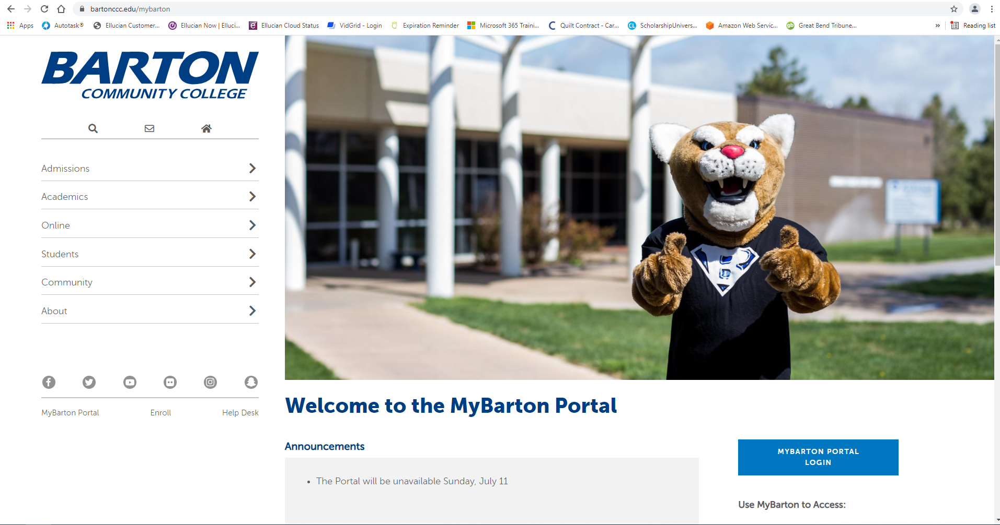 bartonccc.edu/mybarton
Apps
Autotask®
Ellucian Customer...
Ellucian Now | Elluci...
Ellucian Cloud Status
VidGrid - Login
Expiration Reminder
Microsoft 365 Traini...
Quilt Contract - Car...
CL
ScholarshipUnivers...
Amazon Web Servic...
gb
Great Bend Tribune...
»
Reading list
BARTON
COMMUNITY COLLEGE
Admissions
Academics
Online
Students
Community
About
MyBarton Portal
Enroll
Help Desk
B
Welcome to the MyBarton Portal
Announcements
• The Portal will be unavailable Sunday, July 11
MYBARTON PORTAL
LOGIN
Use MyBarton to Access: